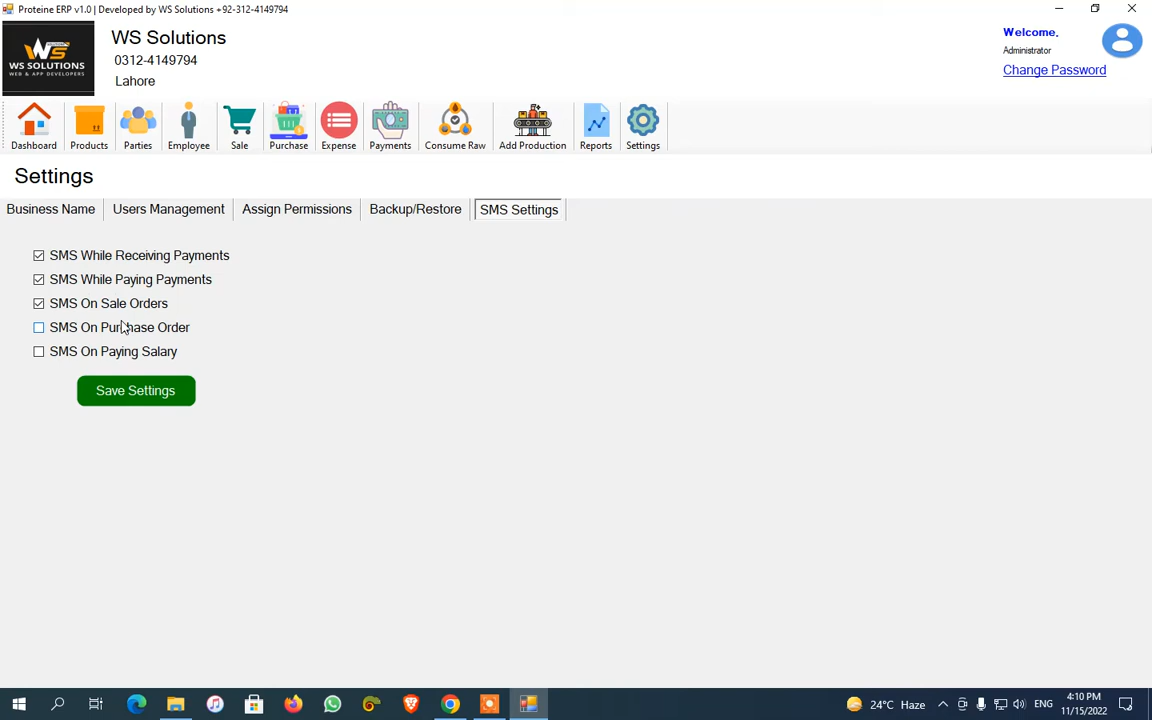 Proteine ERP v1.0 | Developed by WS Solutions +92-312-4149794
WS SOLUTIONS
WEB & APP DEVELOPERS
WS Solutions
0312-4149794
Lahore
Welcome,
Administrator
Change Password
Dashboard
Products
Parties
Employee
Sale
Purchase
Expense
Payments
Consume Raw
Add Production
Reports
Settings
Settings
Business Name
Users Management
Assign Permissions
Backup/Restore
SMS Settings
SMS While Receiving Payments
SMS While Paying Payments
SMS On Sale Orders
SMS On Purchase Order
SMS On Paying Salary
Save Settings
24°C Haze
ENG
4:10 PM
11/15/2022